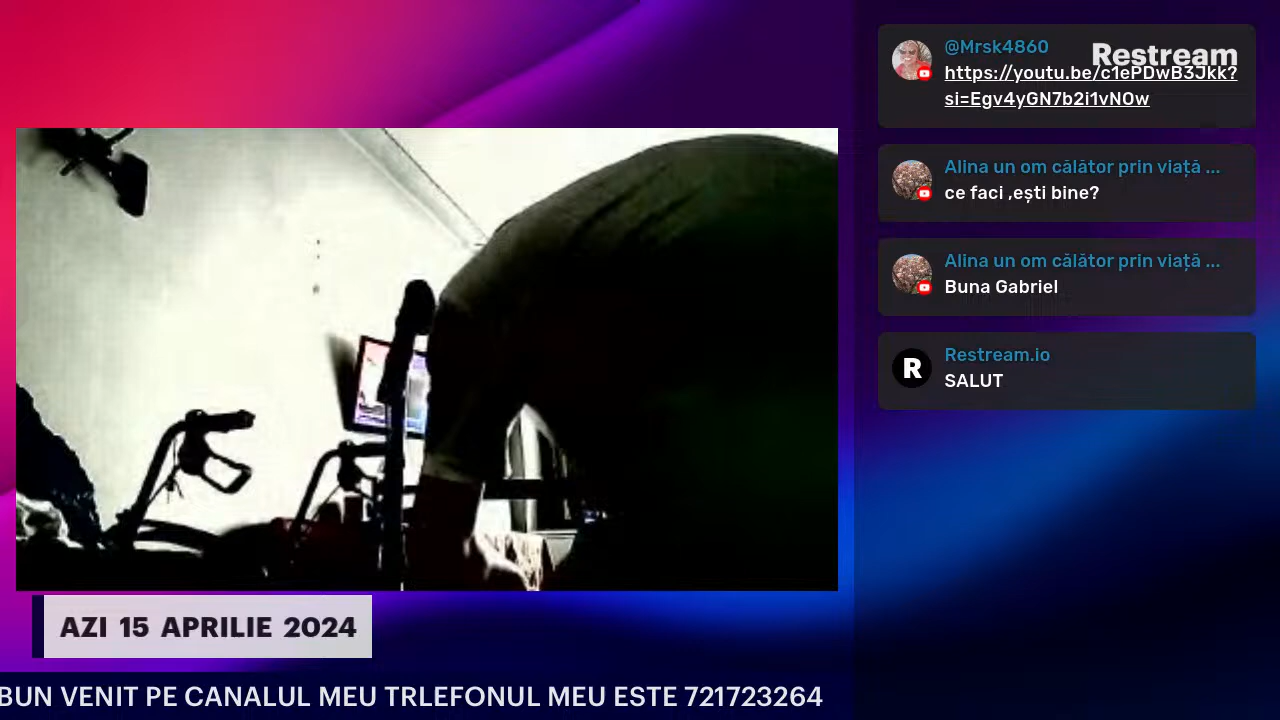 @Mrsk4860
Restream
https://youtu.be/c1ePDwB3Jkk?
si=Egv4yGN7b2i1vNOw
Alina un om călător prin viață ...
ce faci ,ești bine?
Alina un om călător prin viață ...
Buna Gabriel
R
Restream.io
SALUT
AZI 15 APRILIE 2024
BUN VENIT PE CANALUL MEU TRLEFONUL MEU ESTE 721723264